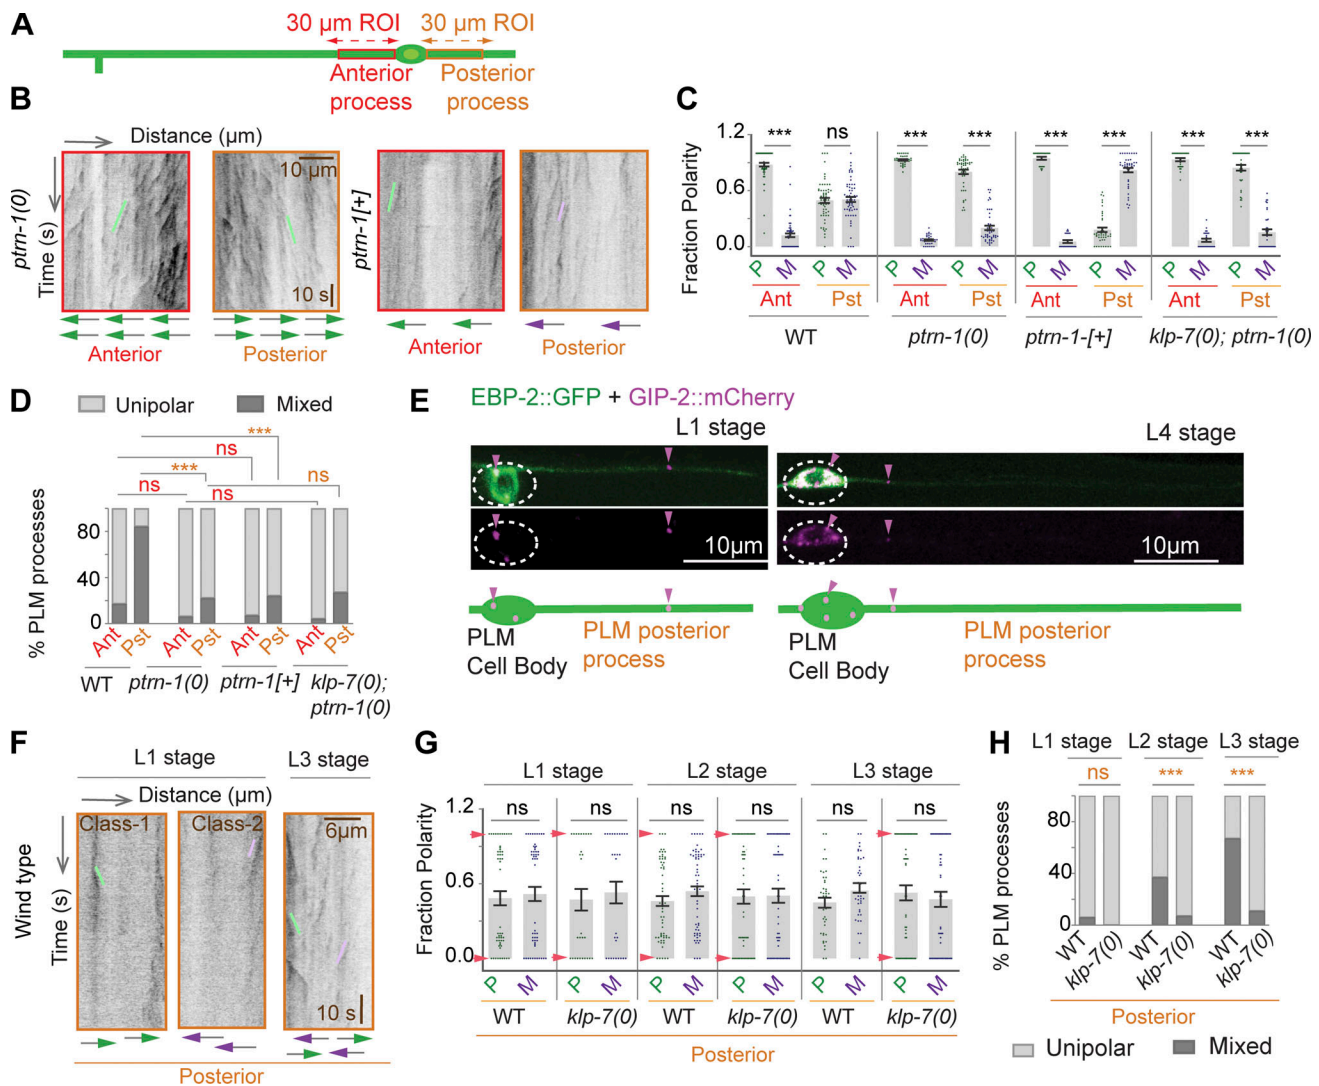 A
30 µm ROI 30 µm ROI
Anterior process
Posterior process
B
Distance (µm)
Time (s)
ptrn-1(0)
10 µm
10 s
ptrn-1[+]
Anterior Posterior Anterior Posterior
C
Fraction Polarity
1.2
0.6
0.0
*** ns *** *** *** *** *** ***
P M P M P M P M P M P M P M P M
Ant Pst Ant Pst Ant Pst Ant Pst
WT ptrn-1(0) ptrn-1-[+] klp-7(0); ptrn-1(0)
D
Unipolar Mixed
***
ns
*** ns
ns ns
% PLM processes
80
40
0
Ant Pst Ant Pst Ant Pst Ant Pst
WT ptrn-1(0) ptrn-1[+] klp-7(0); ptrn-1(0)
E
EBP-2::GFP + GIP-2::mCherry
L1 stage L4 stage
10µm 10µm
PLM Cell Body
PLM posterior process
PLM Cell Body
PLM posterior process
F
L1 stage L3 stage
Distance (µm)
Wind type
Time (s)
Class-1 Class-2 6µm
10 s
Posterior
G
L1 stage L2 stage L3 stage
Fraction Polarity
1.2
0.6
0.0
ns ns ns ns ns ns
P M P M P M P M P M P M
WT klp-7(0) WT klp-7(0) WT klp-7(0)
Posterior
H
L1 stage L2 stage L3 stage
ns *** ***
% PLM processes
80
40
0
WT klp-7(0) WT klp-7(0) WT klp-7(0)
Posterior
Unipolar Mixed